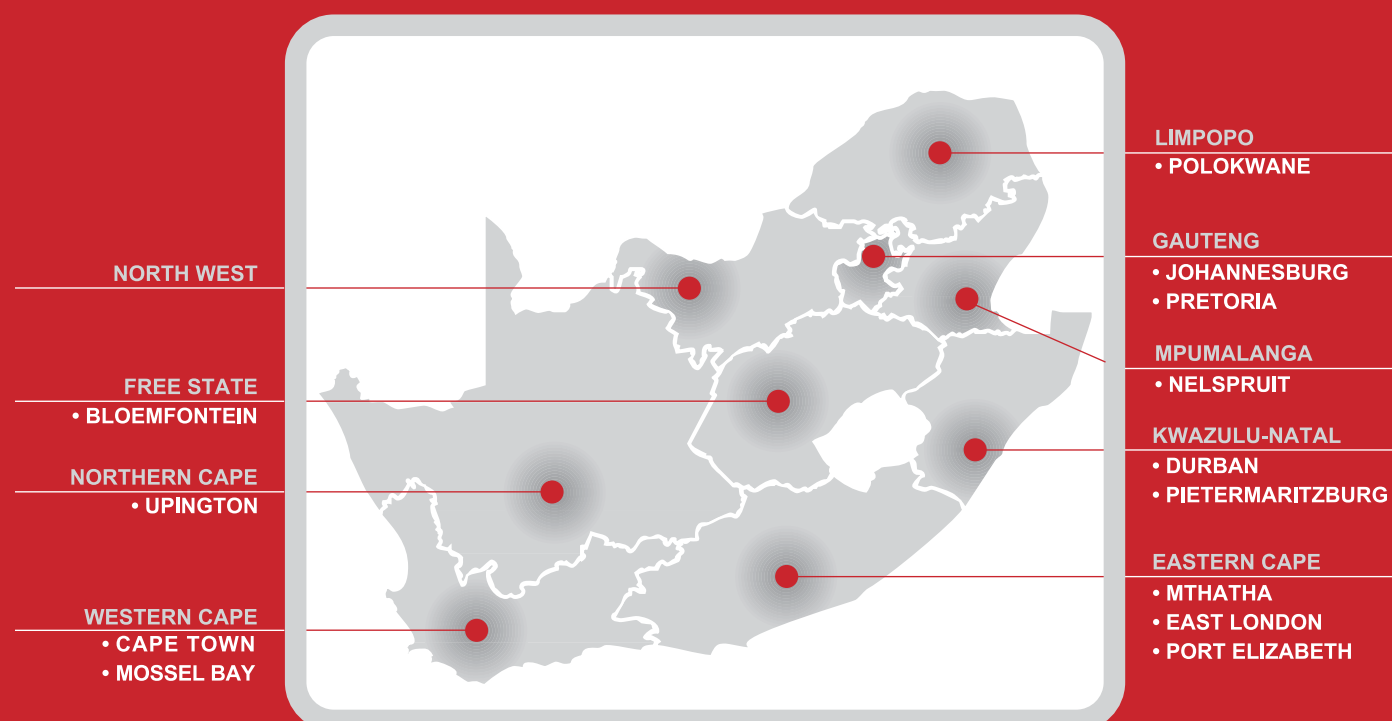 NORTH WEST
FREE STATE
• BLOEMFONTEIN
NORTHERN CAPE
• UPINGTON
WESTERN CAPE
• CAPE TOWN
• MOSSEL BAY
LIMPOPO
• POLOKWANE
GAUTENG
• JOHANNESBURG
• PRETORIA
MPUMALANGA
• NELSPRUIT
KWAZULU-NATAL
• DURBAN
• PIETERMARITZBURG
EASTERN CAPE
• MTHATHA
• EAST LONDON
• PORT ELIZABETH